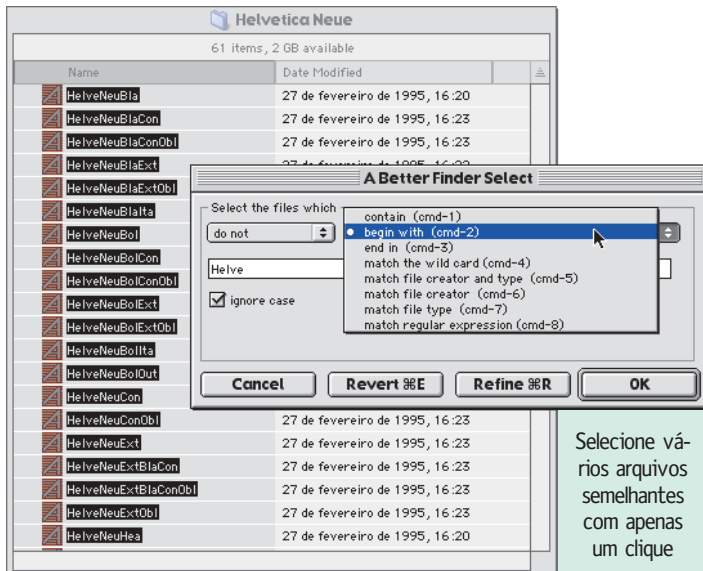 Helvetica Neue
61 items, 2 GB available
Name Date Modified
HelveNeuBla 27 de fevereiro de 1995, 16:20
HelveNeuBlaCon 27 de fevereiro de 1995, 16:23
HelveNeuBlaConObl 27 de fevereiro de 1995, 16:23
HelveNeuBlaExt
HelveNeuBlaExtObl
HelveNeuBlaIta
HelveNeuBol
HelveNeuBolCon
HelveNeuBolConObl
HelveNeuBolExt
HelveNeuBolExtObl
HelveNeuBolIta
HelveNeuBolOut
HelveNeuCon
HelveNeuConObl 27 de fevereiro de 1995, 16:23
HelveNeuExt 27 de fevereiro de 1995, 16:23
HelveNeuExtBlaCon 27 de fevereiro de 1995, 16:23
HelveNeuExtBlaConObl 27 de fevereiro de 1995, 16:23
HelveNeuExtObl 27 de fevereiro de 1995, 16:23
HelveNeuHea 27 de fevereiro de 1995, 16:20
A Better Finder Select
Select the files which
do not
contain (cmd-1)
begin with (cmd-2)
end in (cmd-3)
match the wild card (cmd-4)
match file creator and type (cmd-5)
match file creator (cmd-6)
match file type (cmd-7)
match regular expression (cmd-8)
Helve
ignore case
Cancel Revert ⌘E Refine ⌘R OK
Selecione vá-
rios arquivos
semelhantes
com apenas
um clique